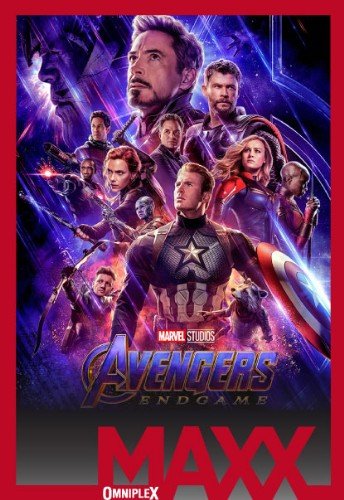 MARVEL STUDIOS
AVENGERS
ENDGAME
MAXX
OMNIPLEX